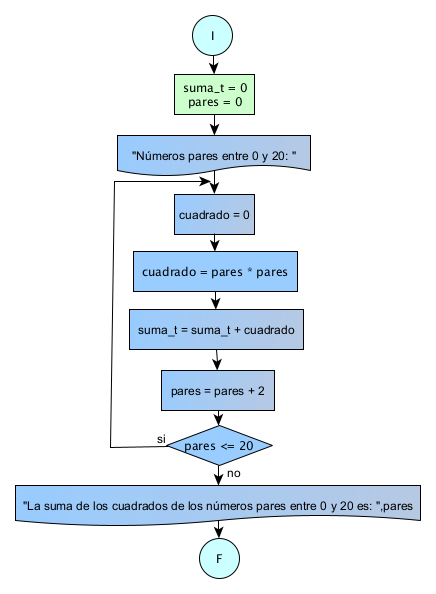 I
suma_t = 0
pares = 0
"Números pares entre 0 y 20: "
cuadrado = 0
cuadrado = pares * pares
suma_t = suma_t + cuadrado
pares = pares + 2
si
pares <= 20
no
"La suma de los cuadrados de los números pares entre 0 y 20 es: ",pares
F